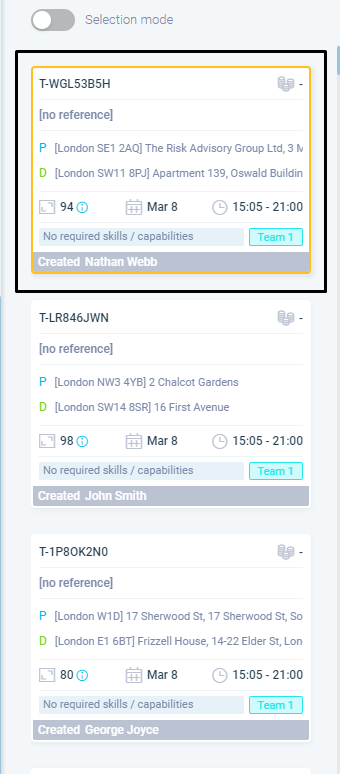 Selection mode
T-WGL53B5H -
[no reference]
P [London SE1 2AQ] The Risk Advisory Group Ltd, 3 M
D [London SW11 8PJ] Apartment 139, Oswald Buildin
94 Mar 8 15:05 - 21:00
No required skills / capabilities Team 1
Created Nathan Webb
T-LR846JWN -
[no reference]
P [London NW3 4YB] 2 Chalcot Gardens
D [London SW14 8SR] 16 First Avenue
98 Mar 8 15:05 - 21:00
No required skills / capabilities Team 1
Created John Smith
T-1P8OK2N0 -
[no reference]
P [London W1D] 17 Sherwood St, 17 Sherwood St, So
D [London E1 6BT] Frizzell House, 14-22 Elder St, Lon
80 Mar 8 15:05 - 21:00
No required skills / capabilities Team 1
Created George Joyce